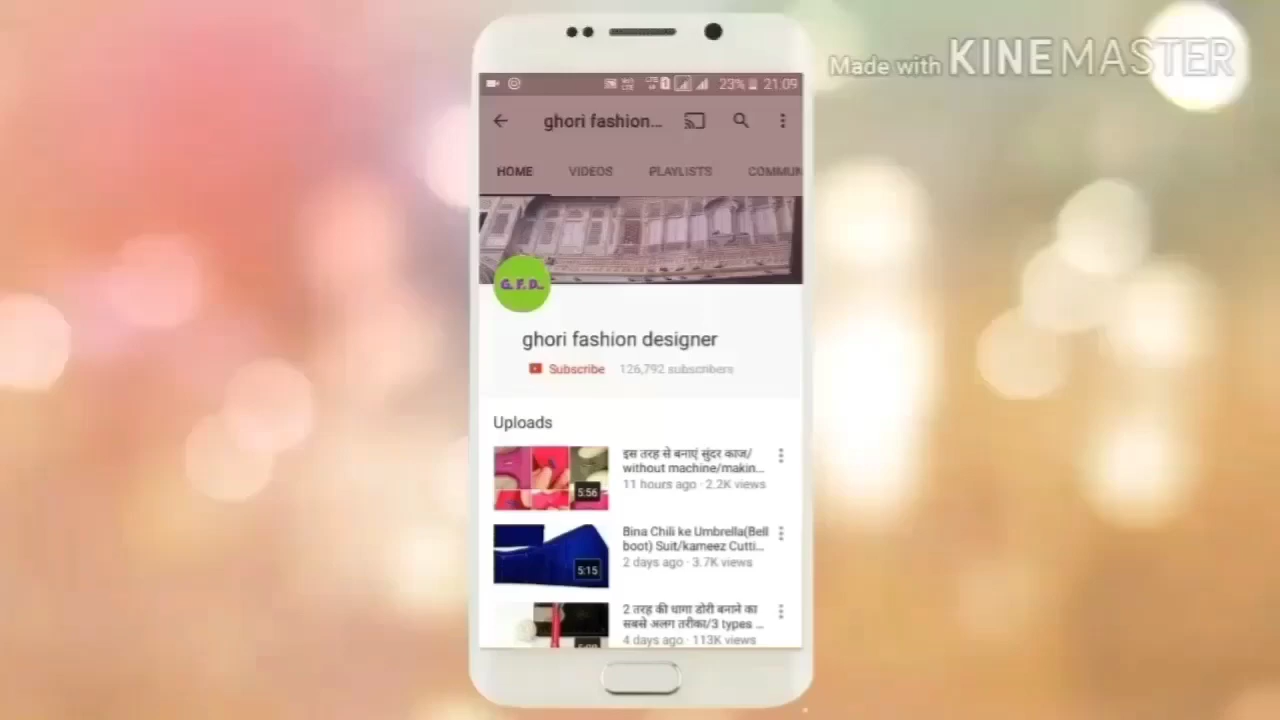 Made with KINEMASTER
23% 21:09
ghori fashion...
HOME VIDEOS PLAYLISTS COMMUN
G. F. D..
ghori fashion designer
Subscribe 126,792 subscribers
Uploads
इस तरह से बनाएं सुंदर काज/
without machine/makin...
11 hours ago · 2.2K views
5:56
Bina Chili ke Umbrella(Bell
boot) Suit/kameez Cutti...
2 days ago · 3.7K views
5:15
2 तरह की धागा डोरी बनाने का
सबसे अलग तरीका/3 types ...
4 days ago · 113K views